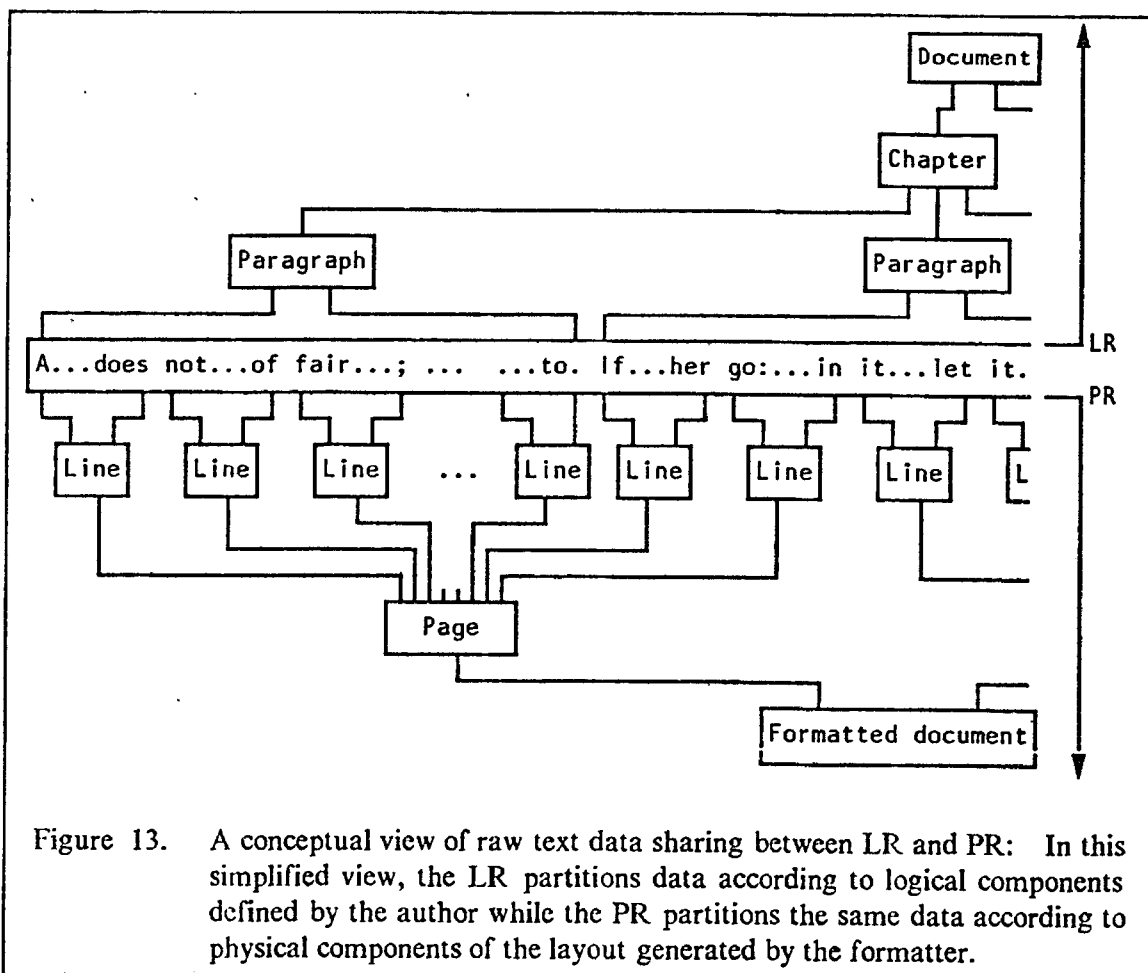 Document
Chapter
Paragraph Paragraph
LR
A...does not...of fair...; ... ...to. If...her go:...in it...let it.
PR
Line Line Line ... Line Line Line Line L
Page
Formatted document
Figure 13. A conceptual view of raw text data sharing between LR and PR: In this
simplified view, the LR partitions data according to logical components
defined by the author while the PR partitions the same data according to
physical components of the layout generated by the formatter.